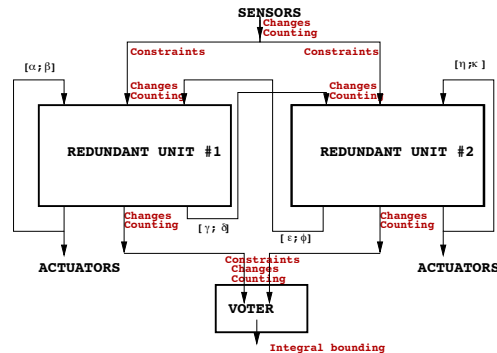 SENSORS
Changes
Counting
Constraints
Constraints
[α;β]
[η;κ]
Changes
Counting
Changes
Counting
REDUNDANT UNIT #1
REDUNDANT UNIT #2
Changes
Counting
[γ; δ]
[ε;φ]
Changes
Counting
ACTUATORS
ACTUATORS
Constraints
Changes
Counting
VOTER
Integral bounding